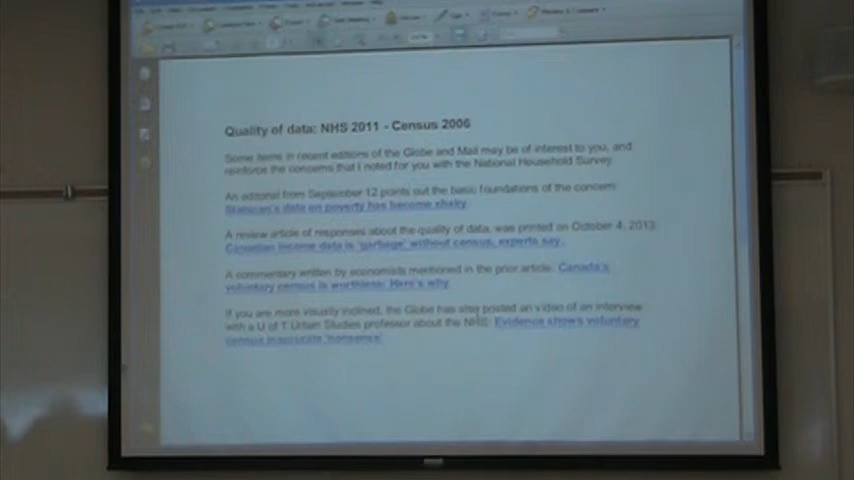 Quality of data: NHS 2011 - Census 2006
Some items in recent editions of the Globe and Mail may be of interest to you, and
reinforce the concerns that I noted for you with the National Household Survey.
An editorial from September 12 points out the basic foundations of the concern:
Statscan's data on poverty has become shaky.
A review article of responses about the quality of data, was printed on October 4, 2013:
Canadian income data is 'garbage' without census, experts say.
A commentary written by economists mentioned in the prior article: Canada's
voluntary census is worthless: Here's why.
If you are more visually inclined, the Globe has also posted an video of an interview
with a U of T Urban Studies professor about the NHS: Evidence shows voluntary
census inaccurate 'nonsense'